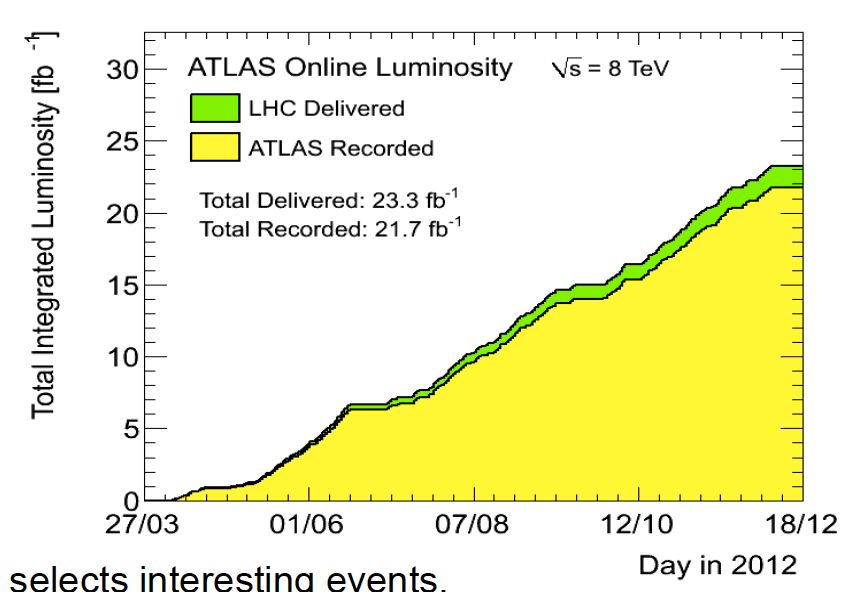 Total Integrated Luminosity [fb⁻¹]
ATLAS Online Luminosity √s = 8 TeV
LHC Delivered
ATLAS Recorded
Total Delivered: 23.3 fb⁻¹
Total Recorded: 21.7 fb⁻¹
30
25
20
15
10
5
0
27/03 01/06 07/08 12/10 18/12
Day in 2012
selects interesting events.